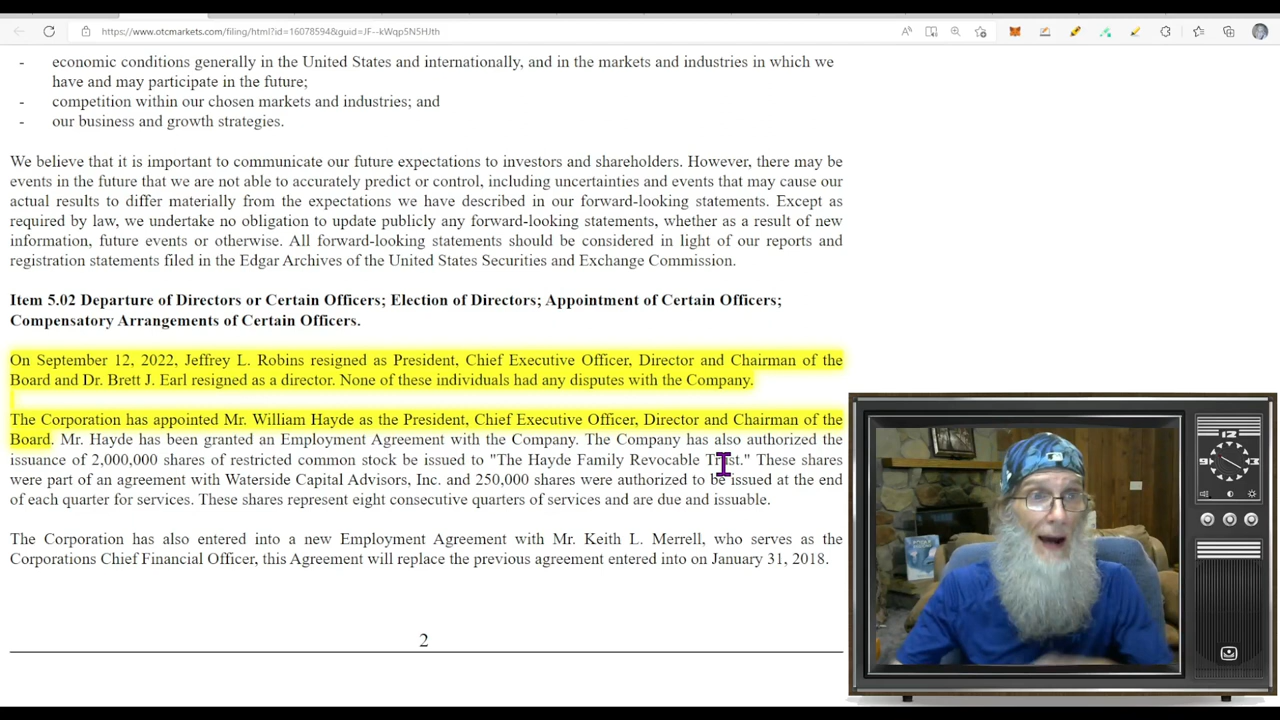 https://www.otcmarkets.com/filing/html?id=16078594&guid=JF--kWqp5N5HJth
- economic conditions generally in the United States and internationally, and in the markets and industries in which we
have and may participate in the future;
- competition within our chosen markets and industries; and
- our business and growth strategies.
We believe that it is important to communicate our future expectations to investors and shareholders. However, there may be
events in the future that we are not able to accurately predict or control, including uncertainties and events that may cause our
actual results to differ materially from the expectations we have described in our forward-looking statements. Except as
required by law, we undertake no obligation to update publicly any forward-looking statements, whether as a result of new
information, future events or otherwise. All forward-looking statements should be considered in light of our reports and
registration statements filed in the Edgar Archives of the United States Securities and Exchange Commission.
Item 5.02 Departure of Directors or Certain Officers; Election of Directors; Appointment of Certain Officers;
Compensatory Arrangements of Certain Officers.
On September 12, 2022, Jeffrey L. Robins resigned as President, Chief Executive Officer, Director and Chairman of the
Board and Dr. Brett J. Earl resigned as a director. None of these individuals had any disputes with the Company.
The Corporation has appointed Mr. William Hayde as the President, Chief Executive Officer, Director and Chairman of the
Board. Mr. Hayde has been granted an Employment Agreement with the Company. The Company has also authorized the
issuance of 2,000,000 shares of restricted common stock be issued to "The Hayde Family Revocable Trust." These shares
were part of an agreement with Waterside Capital Advisors, Inc. and 250,000 shares were authorized to be issued at the end
of each quarter for services. These shares represent eight consecutive quarters of services and are due and issuable.
The Corporation has also entered into a new Employment Agreement with Mr. Keith L. Merrell, who serves as the
Corporations Chief Financial Officer, this Agreement will replace the previous agreement entered into on January 31, 2018.
2
12